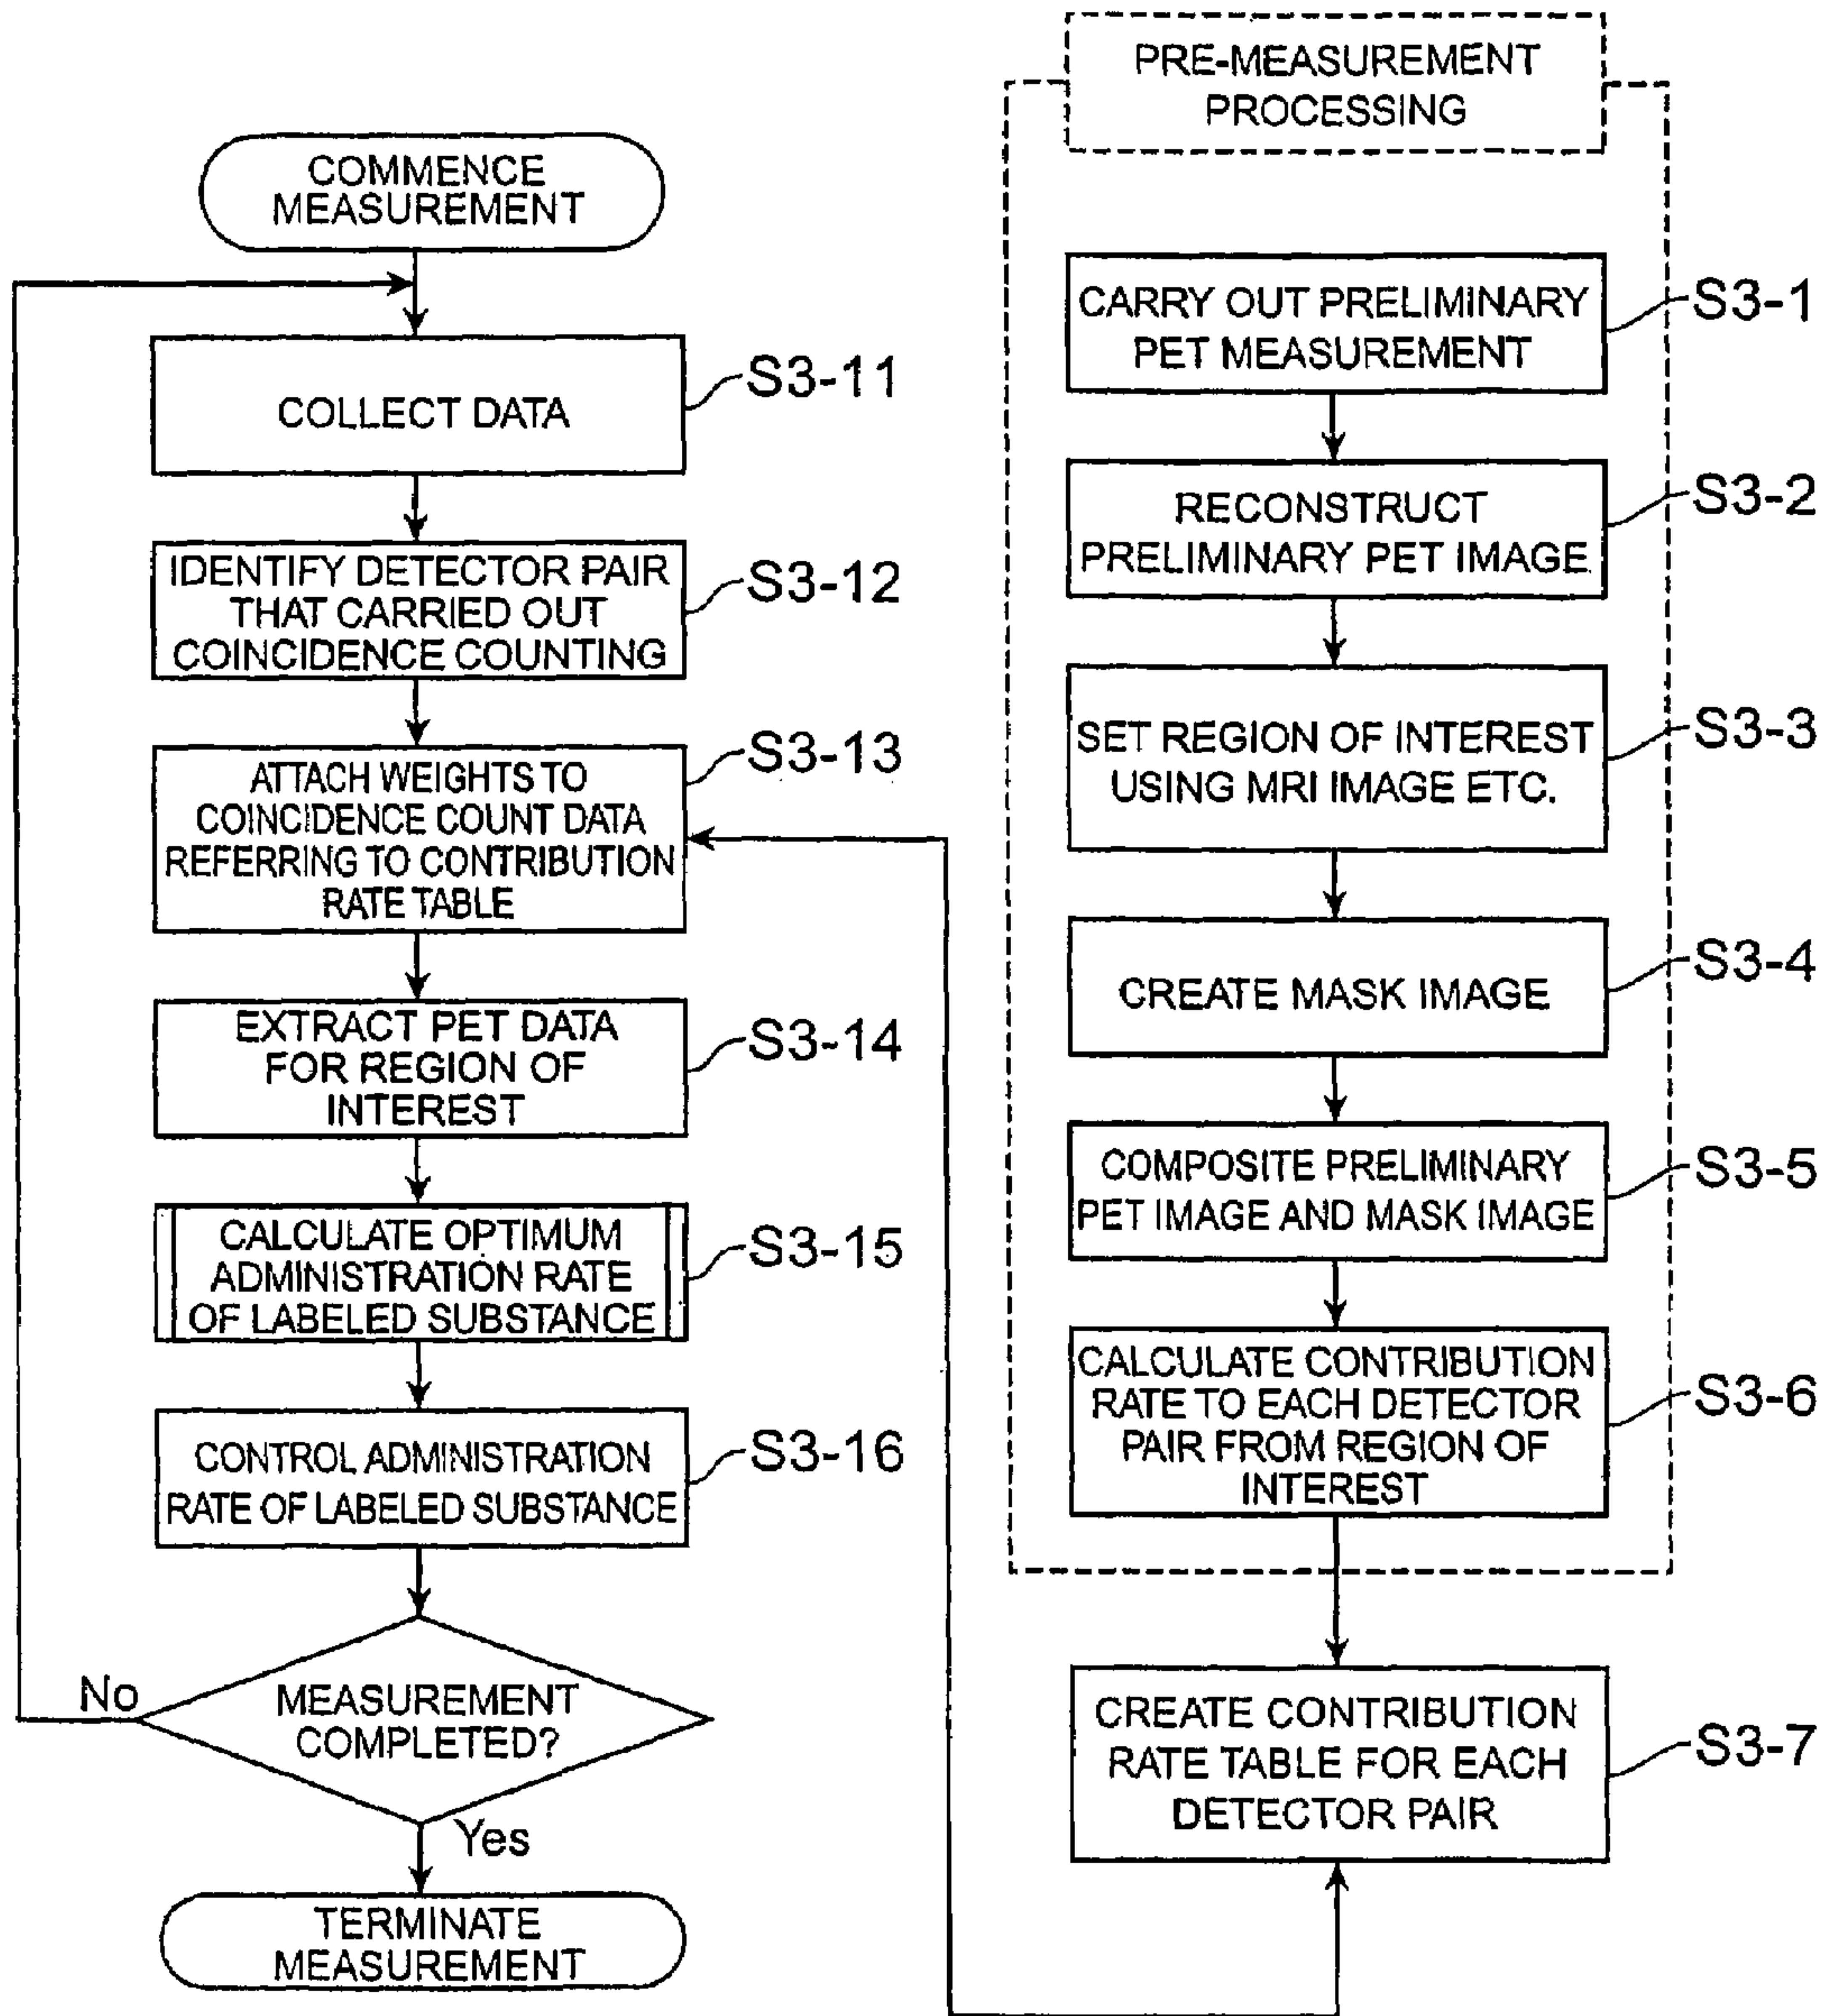 COMMENCE
MEASUREMENT
COLLECT DATA
S3-11
IDENTIFY DETECTOR PAIR
THAT CARRIED OUT
COINCIDENCE COUNTING
S3-12
ATTACH WEIGHTS TO
COINCIDENCE COUNT DATA
REFERRING TO CONTRIBUTION
RATE TABLE
S3-13
EXTRACT PET DATA
FOR REGION OF
INTEREST
S3-14
CALCULATE OPTIMUM
ADMINISTRATION RATE
OF LABELED SUBSTANCE
S3-15
CONTROL ADMINISTRATION
RATE OF LABELED SUBSTANCE
S3-16
MEASUREMENT
COMPLETED?
No
Yes
TERMINATE
MEASUREMENT
PRE-MEASUREMENT
PROCESSING
CARRY OUT PRELIMINARY
PET MEASUREMENT
S3-1
RECONSTRUCT
PRELIMINARY PET IMAGE
S3-2
SET REGION OF INTEREST
USING MRI IMAGE ETC.
S3-3
CREATE MASK IMAGE
S3-4
COMPOSITE PRELIMINARY
PET IMAGE AND MASK IMAGE
S3-5
CALCULATE CONTRIBUTION
RATE TO EACH DETECTOR
PAIR FROM REGION OF
INTEREST
S3-6
CREATE CONTRIBUTION
RATE TABLE FOR EACH
DETECTOR PAIR
S3-7